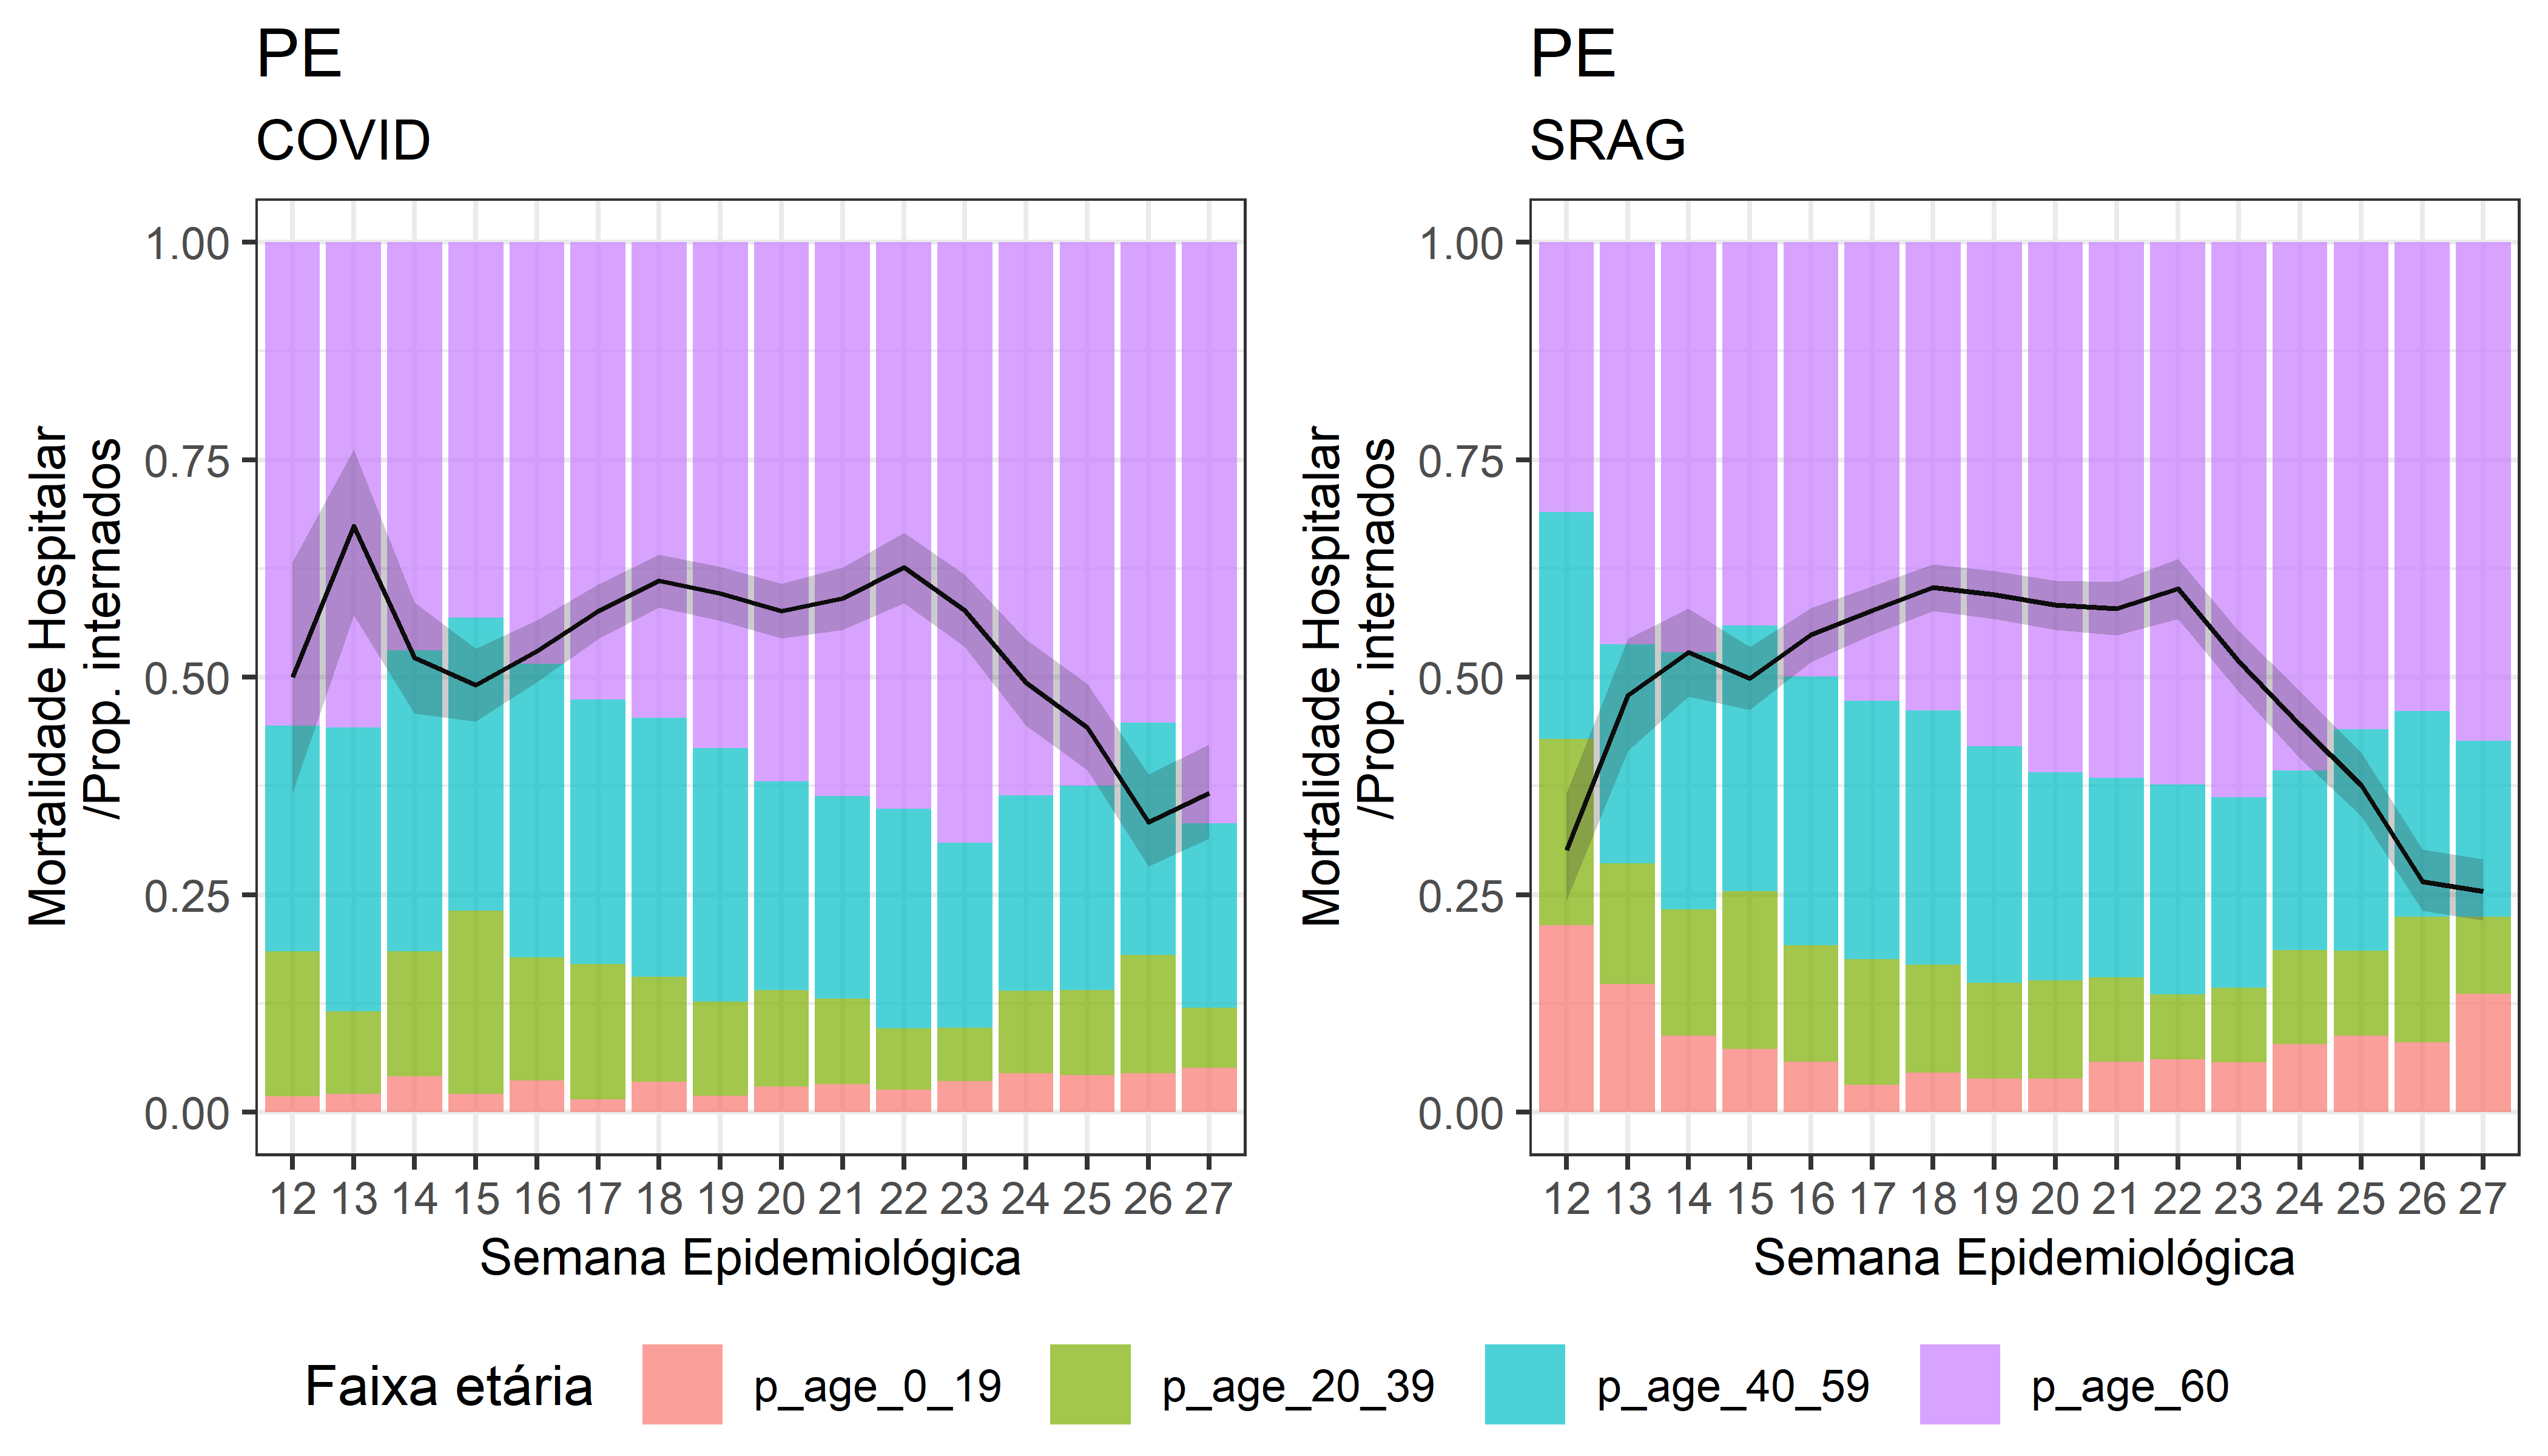 PE
COVID
Mortalidade Hospitalar
/Prop. internados
1.00
0.75
0.50
0.25
0.00
12 13 14 15 16 17 18 19 20 21 22 23 24 25 26 27
Semana Epidemiológica
PE
SRAG
Mortalidade Hospitalar
/Prop. internados
1.00
0.75
0.50
0.25
0.00
12 13 14 15 16 17 18 19 20 21 22 23 24 25 26 27
Semana Epidemiológica
Faixa etária p_age_0_19 p_age_20_39 p_age_40_59 p_age_60